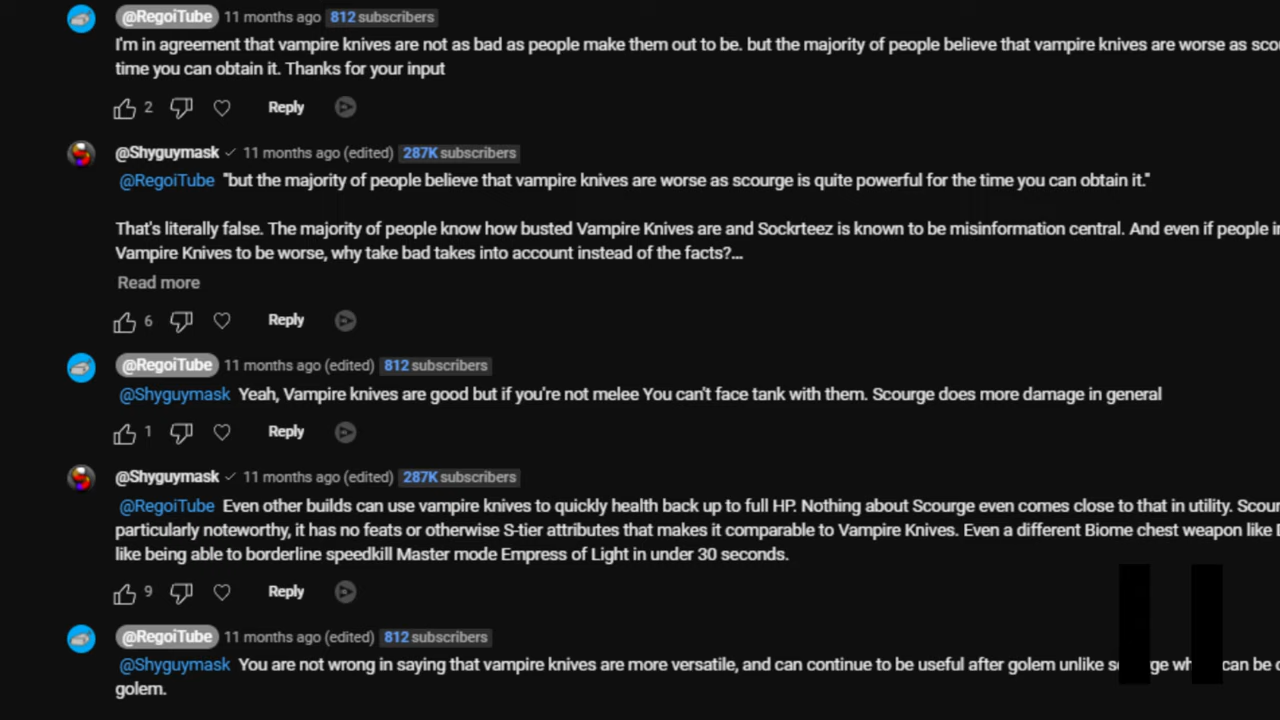 @RegoiTube 11 months ago 812 subscribers
I'm in agreement that vampire knives are not as bad as people make them out to be. but the majority of people believe that vampire knives are worse as
time you can obtain it. Thanks for your input
2 Reply
@Shyguymask 11 months ago (edited) 287K subscribers
@RegoiTube "but the majority of people believe that vampire knives are worse as scourge is quite powerful for the time you can obtain it."
That's literally false. The majority of people know how busted Vampire Knives are and Sockrteez is known to be misinformation central. And even if people
Vampire Knives to be worse, why take bad takes into account instead of the facts?...
Read more
6 Reply
@RegoiTube 11 months ago (edited) 812 subscribers
@Shyguymask Yeah, Vampire knives are good but if you're not melee You can't face tank with them. Scourge does more damage in general
1 Reply
@Shyguymask 11 months ago (edited) 287K subscribers
@RegoiTube Even other builds can use vampire knives to quickly health back up to full HP. Nothing about Scourge even comes close to that in utility.
particularly noteworthy, it has no feats or otherwise S-tier attributes that makes it comparable to Vampire Knives. Even a different Biome chest weapon like
like being able to borderline speedkill Master mode Empress of Light in under 30 seconds.
9 Reply
@RegoiTube 11 months ago (edited) 812 subscribers
@Shyguymask You are not wrong in saying that vampire knives are more versatile, and can continue to be useful after golem unlike can be
golem.